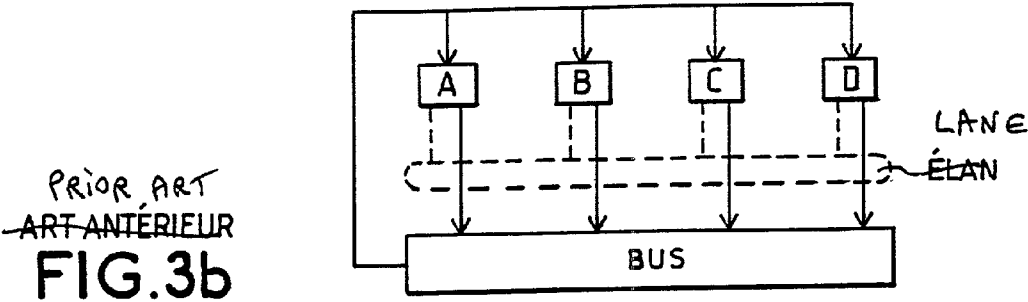 A B C D
LANE
ÉLAN
PRIOR ART
ART ANTÉRIEUR
BUS
FIG.3b